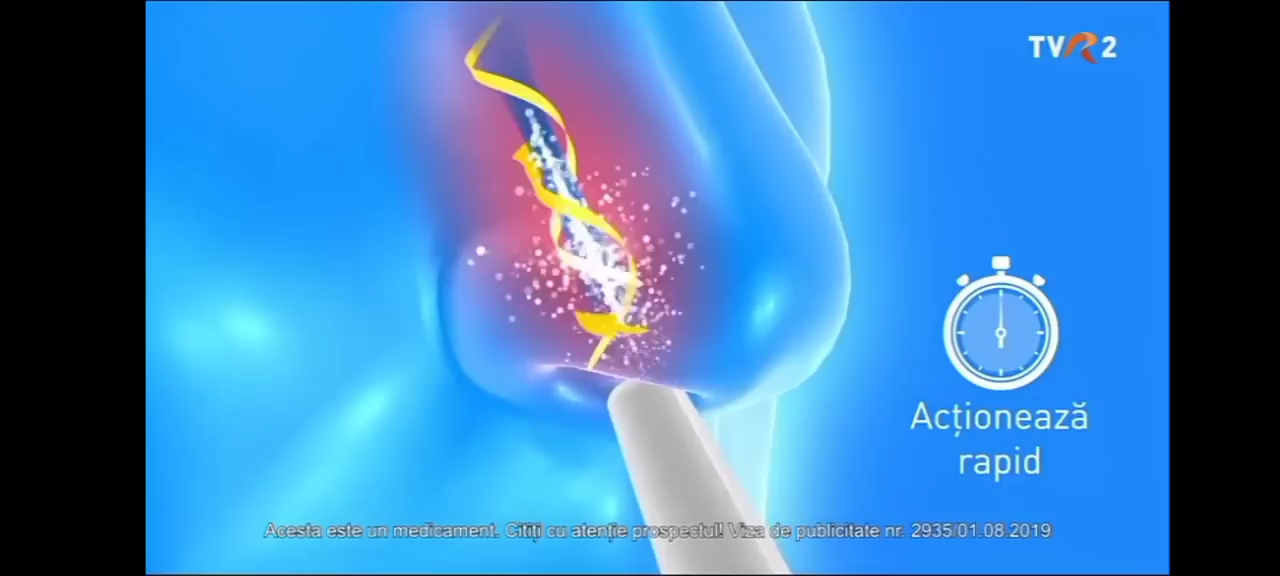 TVR2
Acționează
rapid
Acesta este un medicament. Citiți cu atenție prospectul! Viza de publicitate nr. 2935/01.08.2019